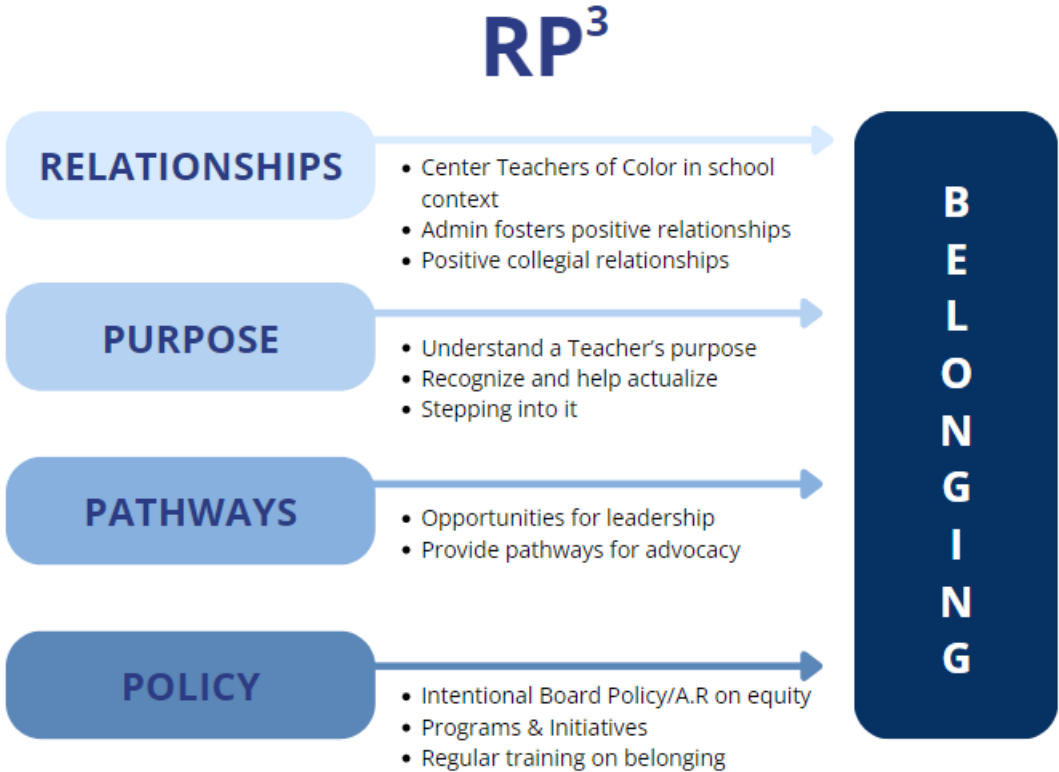 RP³
RELATIONSHIPS
• Center Teachers of Color in school
context
• Admin fosters positive relationships
• Positive collegial relationships
PURPOSE
• Understand a Teacher’s purpose
• Recognize and help actualize
• Stepping into it
PATHWAYS
• Opportunities for leadership
• Provide pathways for advocacy
POLICY
• Intentional Board Policy/A.R on equity
• Programs & Initiatives
• Regular training on belonging
B
E
L
O
N
G
I
N
G